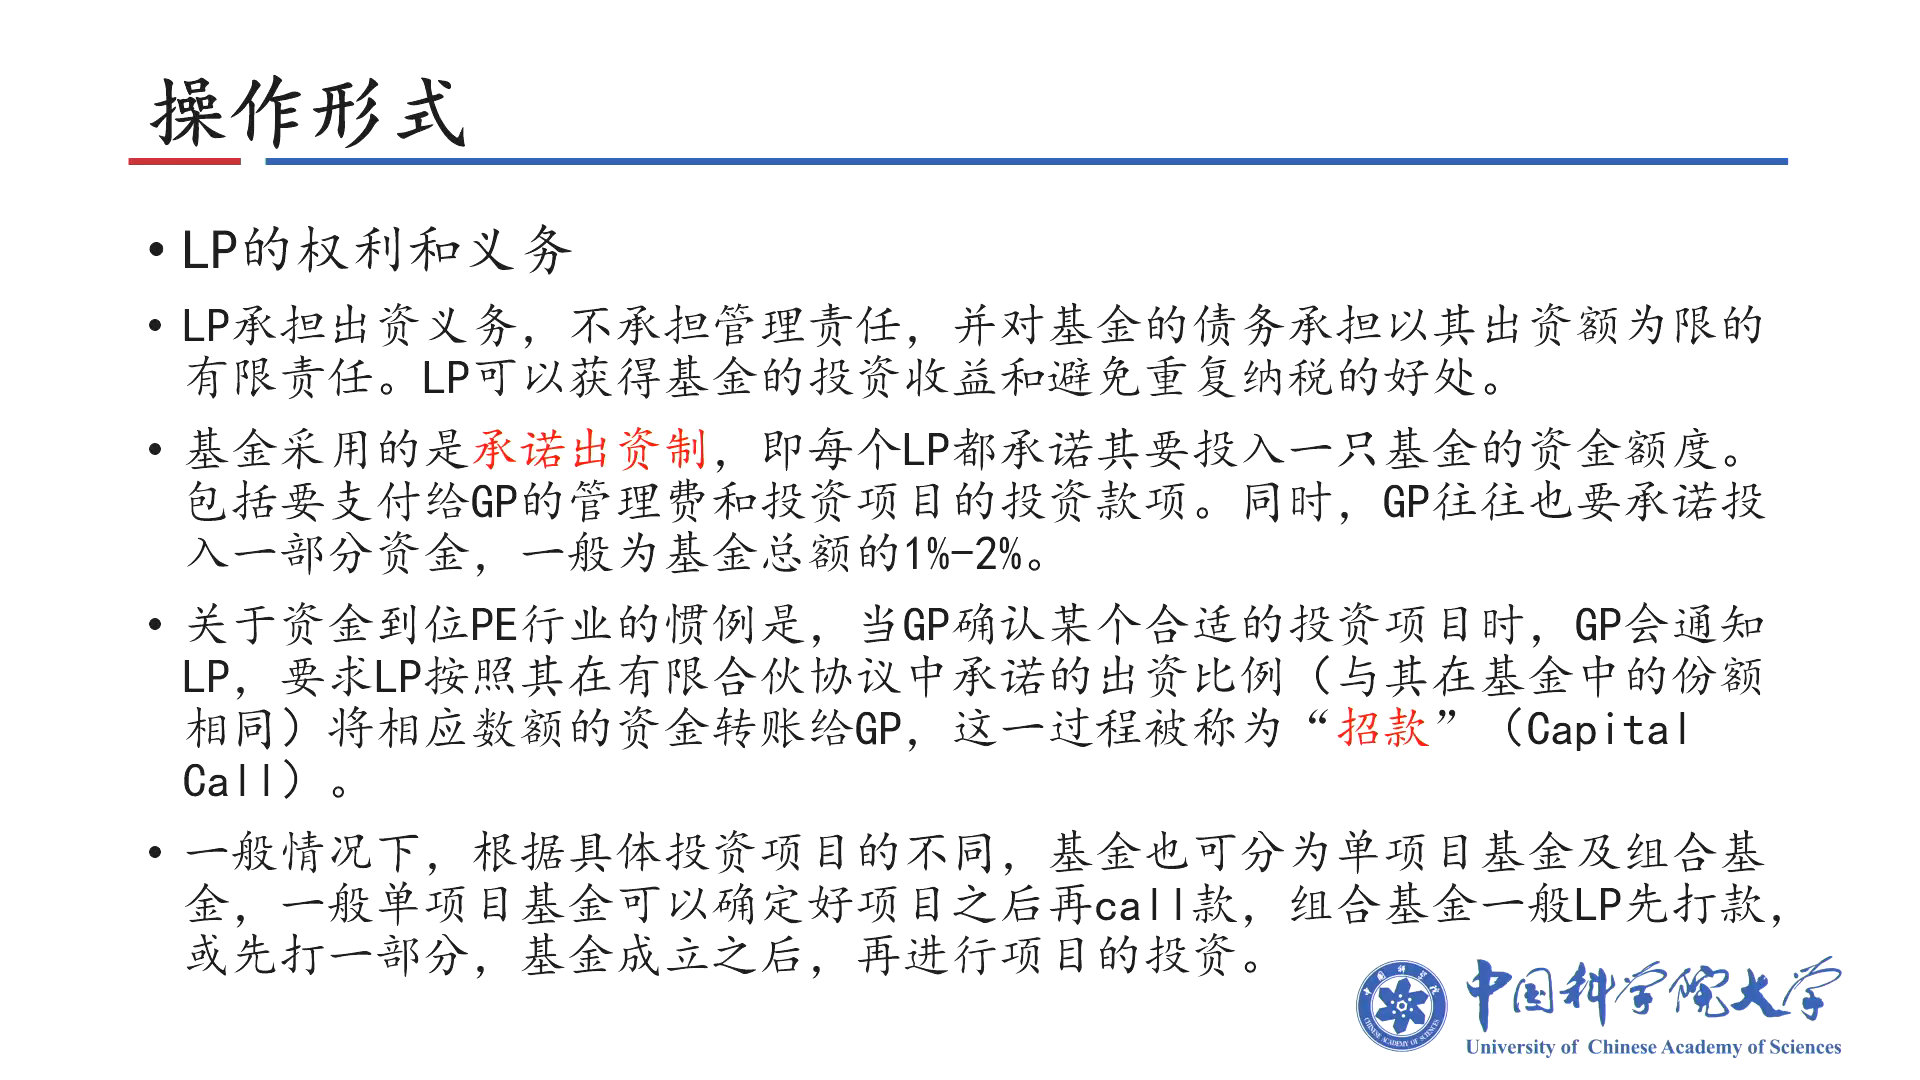 操作形式
• LP的权利和义务
• LP承担出资义务，不承担管理责任，并对基金的债务承担以其出资额为限的
有限责任。LP可以获得基金的投资收益和避免重复纳税的好处。
• 基金采用的是承诺出资制，即每个LP都承诺其要投入一只基金的资金额度。
包括要支付给GP的管理费和投资项目的投资款项。同时，GP往往也要承诺投
入一部分资金，一般为基金总额的1%-2%。
• 关于资金到位PE行业的惯例是，当GP确认某个合适的投资项目时，GP会通知
LP，要求LP按照其在有限合伙协议中承诺的出资比例（与其在基金中的份额
相同）将相应数额的资金转账给GP，这一过程被称为“招款”（Capital
Call）。
• 一般情况下，根据具体投资项目的不同，基金也可分为单项目基金及组合基
金，一般单项目基金可以确定好项目之后再call款，组合基金一般LP先打款，
或先打一部分，基金成立之后，再进行项目的投资。
中国科学院大学
CHINESE ACADEMY OF SCIENCES
中国科学院大学
University of Chinese Academy of Sciences